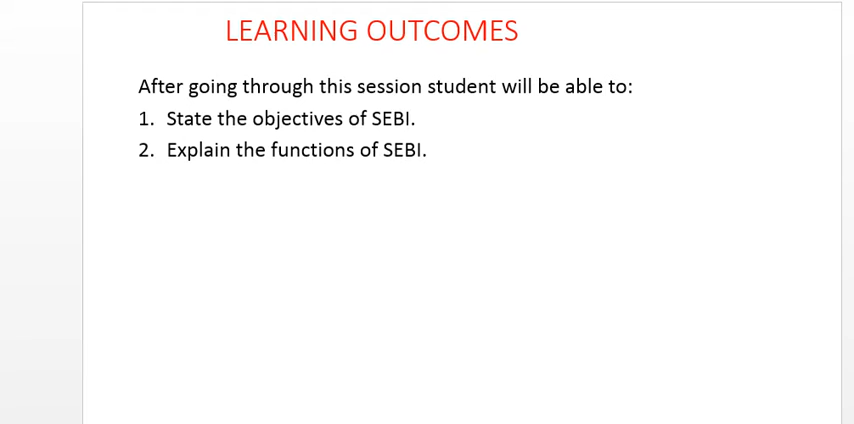 LEARNING OUTCOMES
After going through this session student will be able to:
1. State the objectives of SEBI.
2. Explain the functions of SEBI.